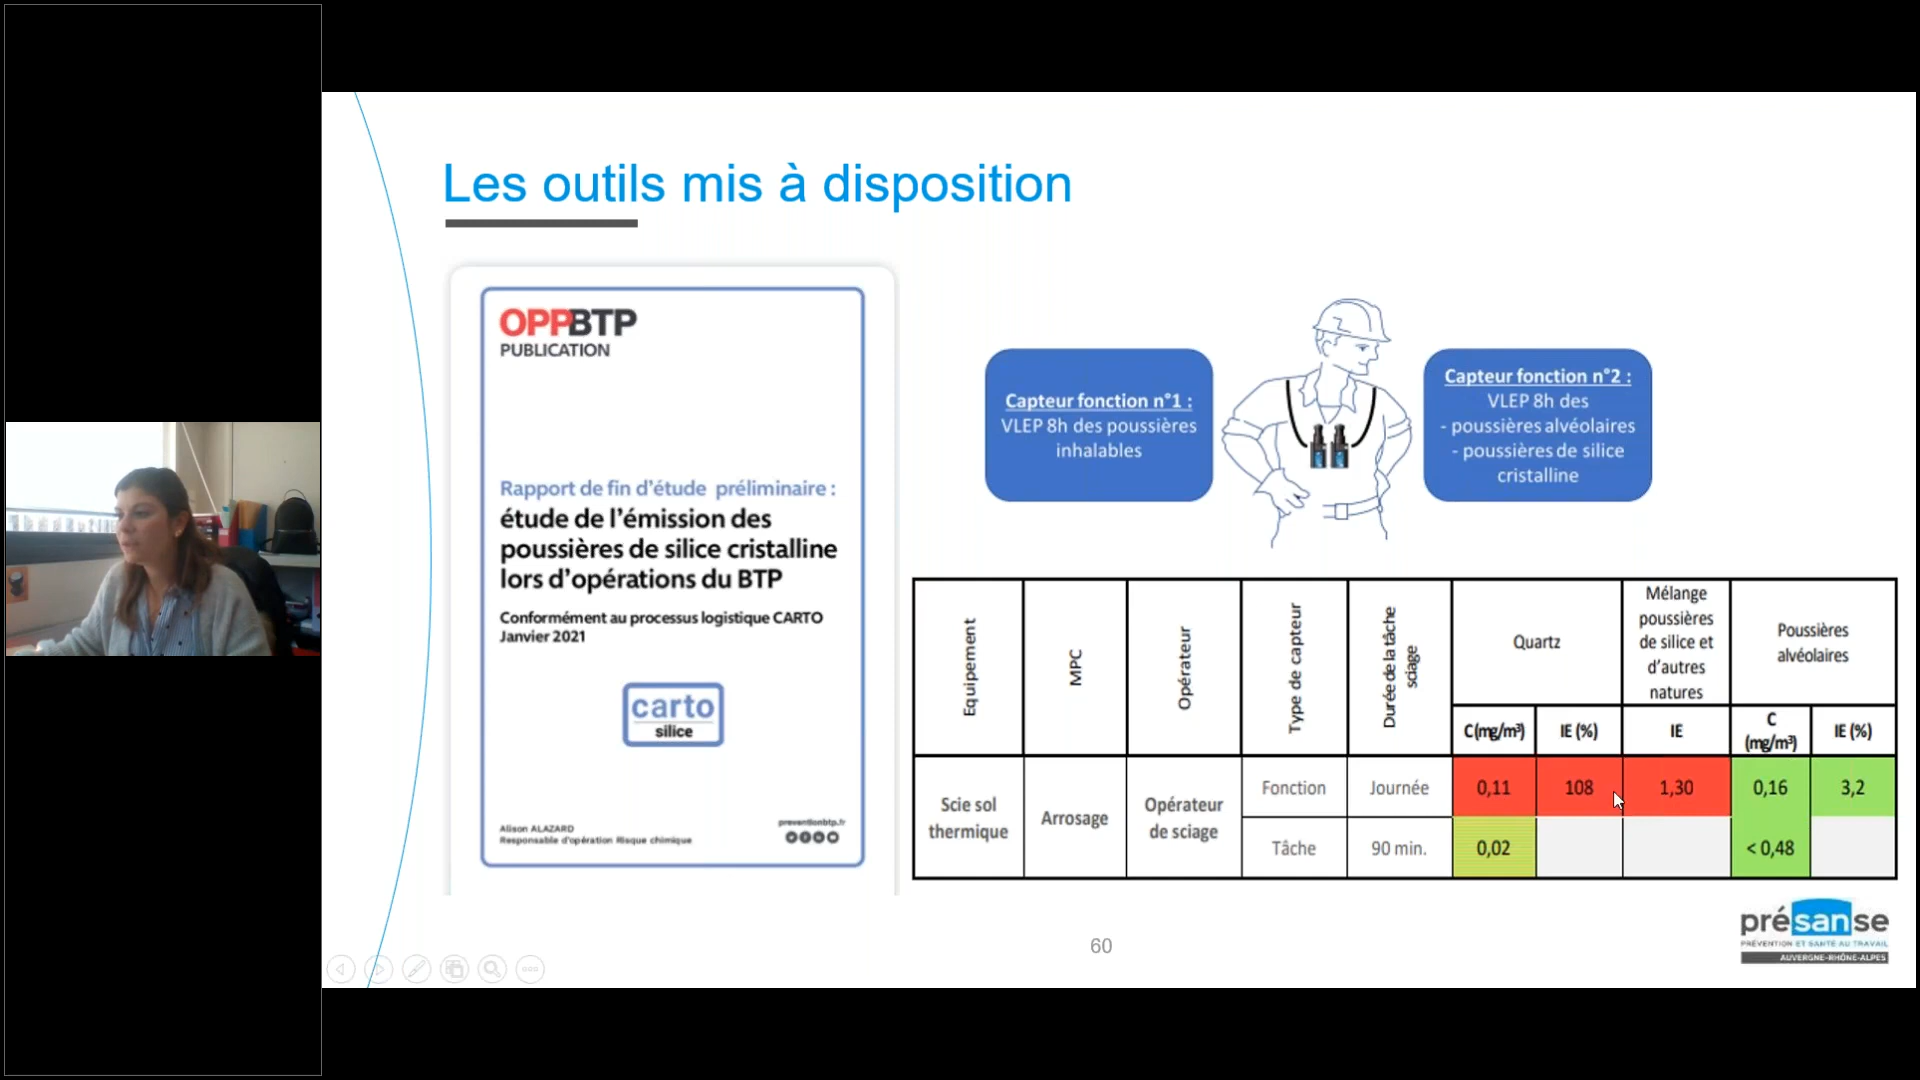 Les outils mis à disposition
OPPBTP
PUBLICATION
Rapport de fin d'étude préliminaire :
étude de l'émission des
poussières de silice cristalline
lors d'opérations du BTP
Conformément au processus logistique CARTO
Janvier 2021
carto
silice
Alison ALAZARD
Responsable d'opération Risque chimique
preventionbtp.fr
Capteur fonction n°1 :
VLEP 8h des poussières
inhalables
Capteur fonction n°2 :
VLEP 8h des
- poussières alvéolaires
- poussières de silice
cristalline
Equipement
MPC
Opérateur
Type de capteur
Durée de la tâche
sciage
Quartz
Mélange
poussières
de silice et
d'autres
natures
Poussières
alvéolaires
C(mg/m³)
IE (%)
IE
C
(mg/m³)
IE (%)
Scie sol
thermique
Arrosage
Opérateur
de sciage
Fonction
Journée
0,11
108
1,30
0,16
3,2
Tâche
90 min.
0,02
< 0,48
60
présanse
PRÉVENTION ET SANTÉ AU TRAVAIL
AUVERGNE-RHÔNE-ALPES